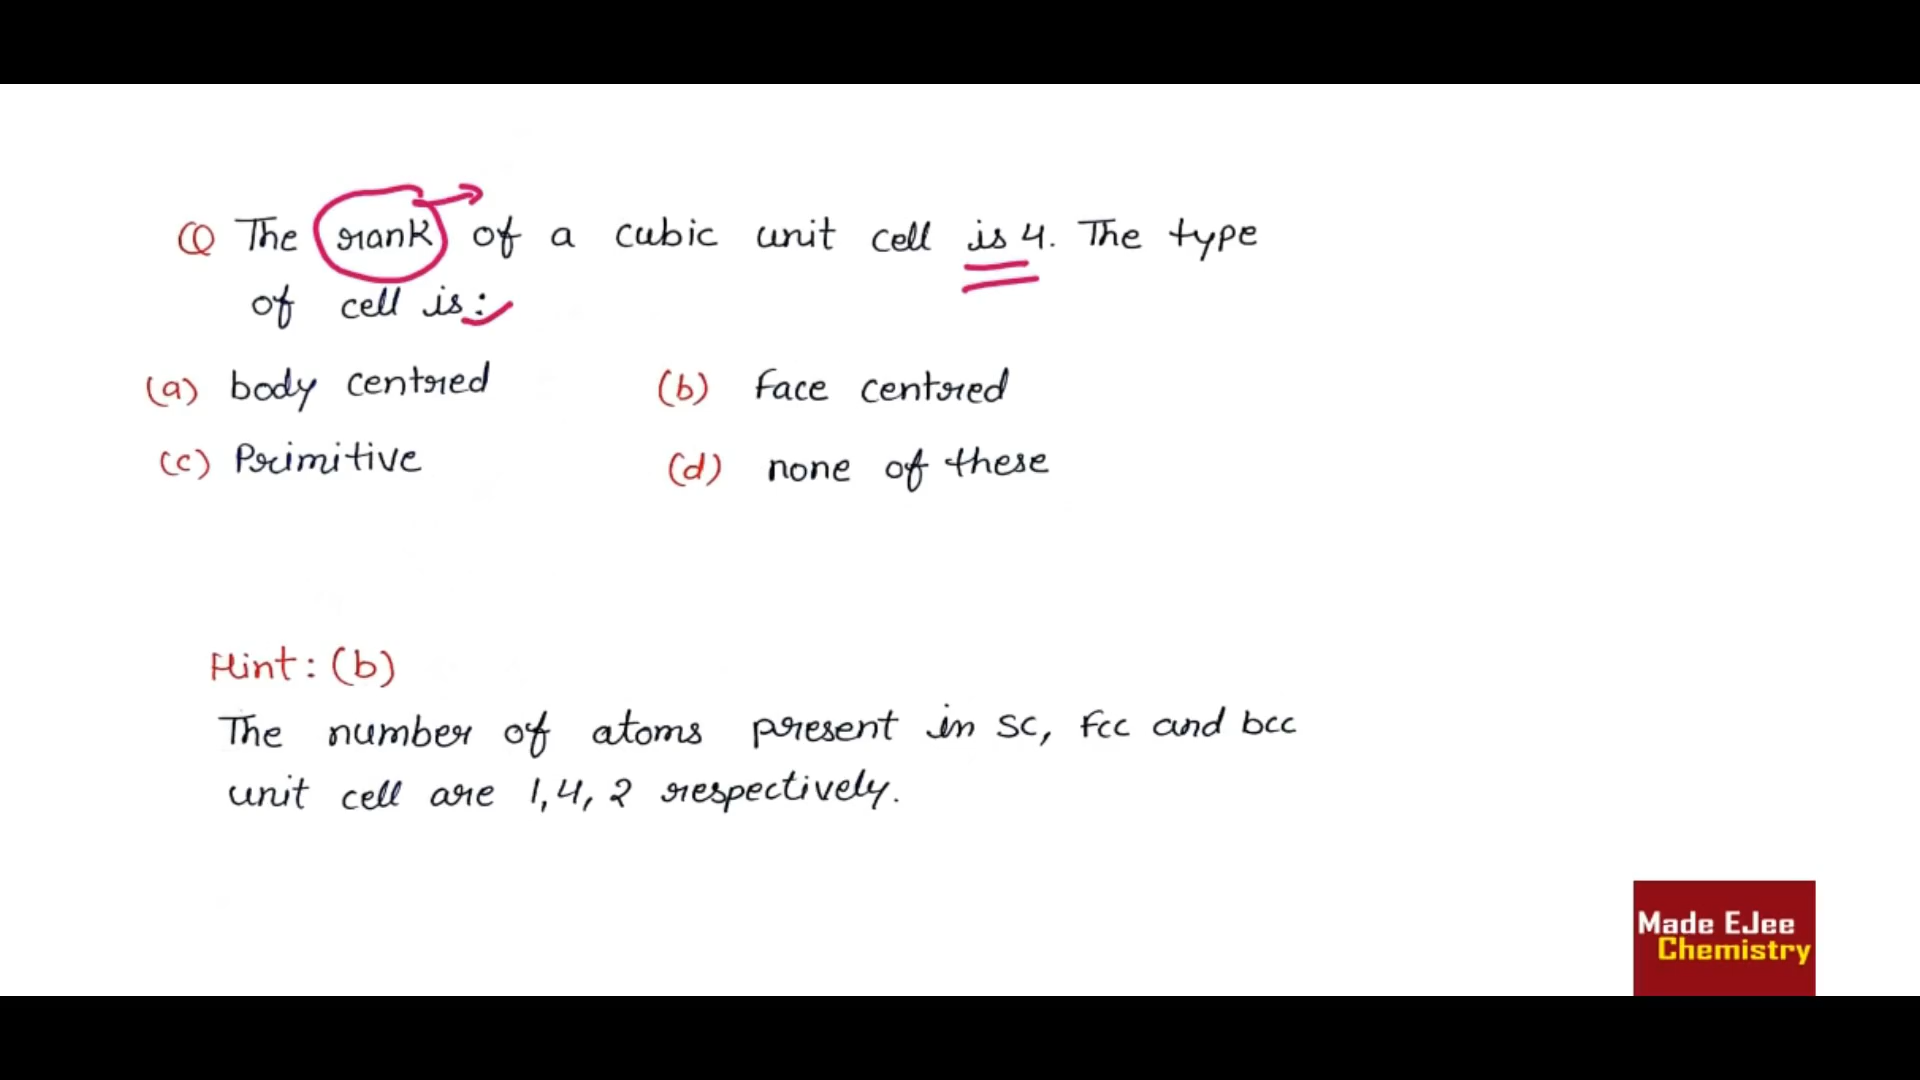 Q The rank of a cubic unit cell is 4. The type
of cell is:
(a) body centred (b) Face centred
(c) Primitive (d) none of these
Hint: (b)
The number of atoms present in SC, Fcc and bcc
unit cell are 1, 4, 2 respectively.
Made EJee
Chemistry